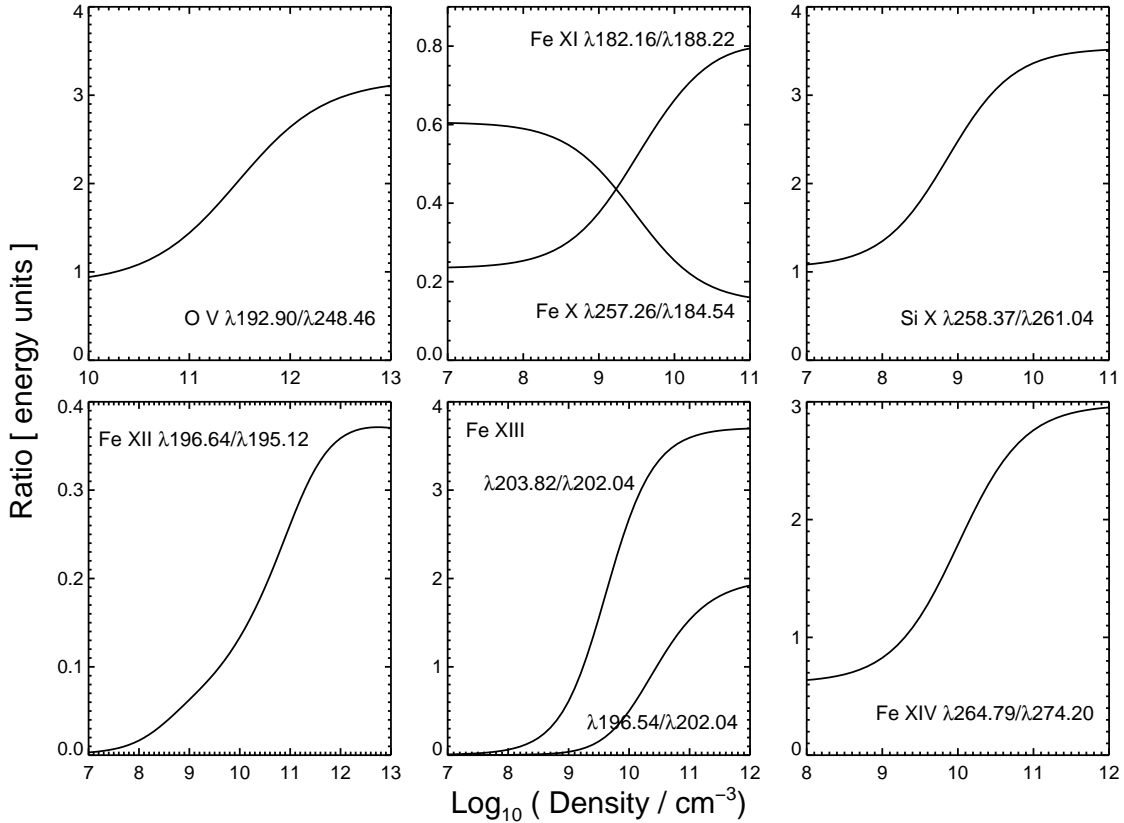 Ratio [ energy units ]
4
3
2
1
0
10 11 12 13
O V λ192.90/λ248.46
0.8
0.6
0.4
0.2
0.0
7 8 9 10 11
Fe XI λ182.16/λ188.22
Fe X λ257.26/λ184.54
4
3
2
1
0
7 8 9 10 11
Si X λ258.37/λ261.04
0.4
0.3
0.2
0.1
0.0
7 8 9 10 11 12 13
Fe XII λ196.64/λ195.12
4
3
2
1
0
7 8 9 10 11 12
Fe XIII
λ203.82/λ202.04
λ196.54/λ202.04
3
2
1
0
8 9 10 11 12
Fe XIV λ264.79/λ274.20
Log₁₀ ( Density / cm⁻³)